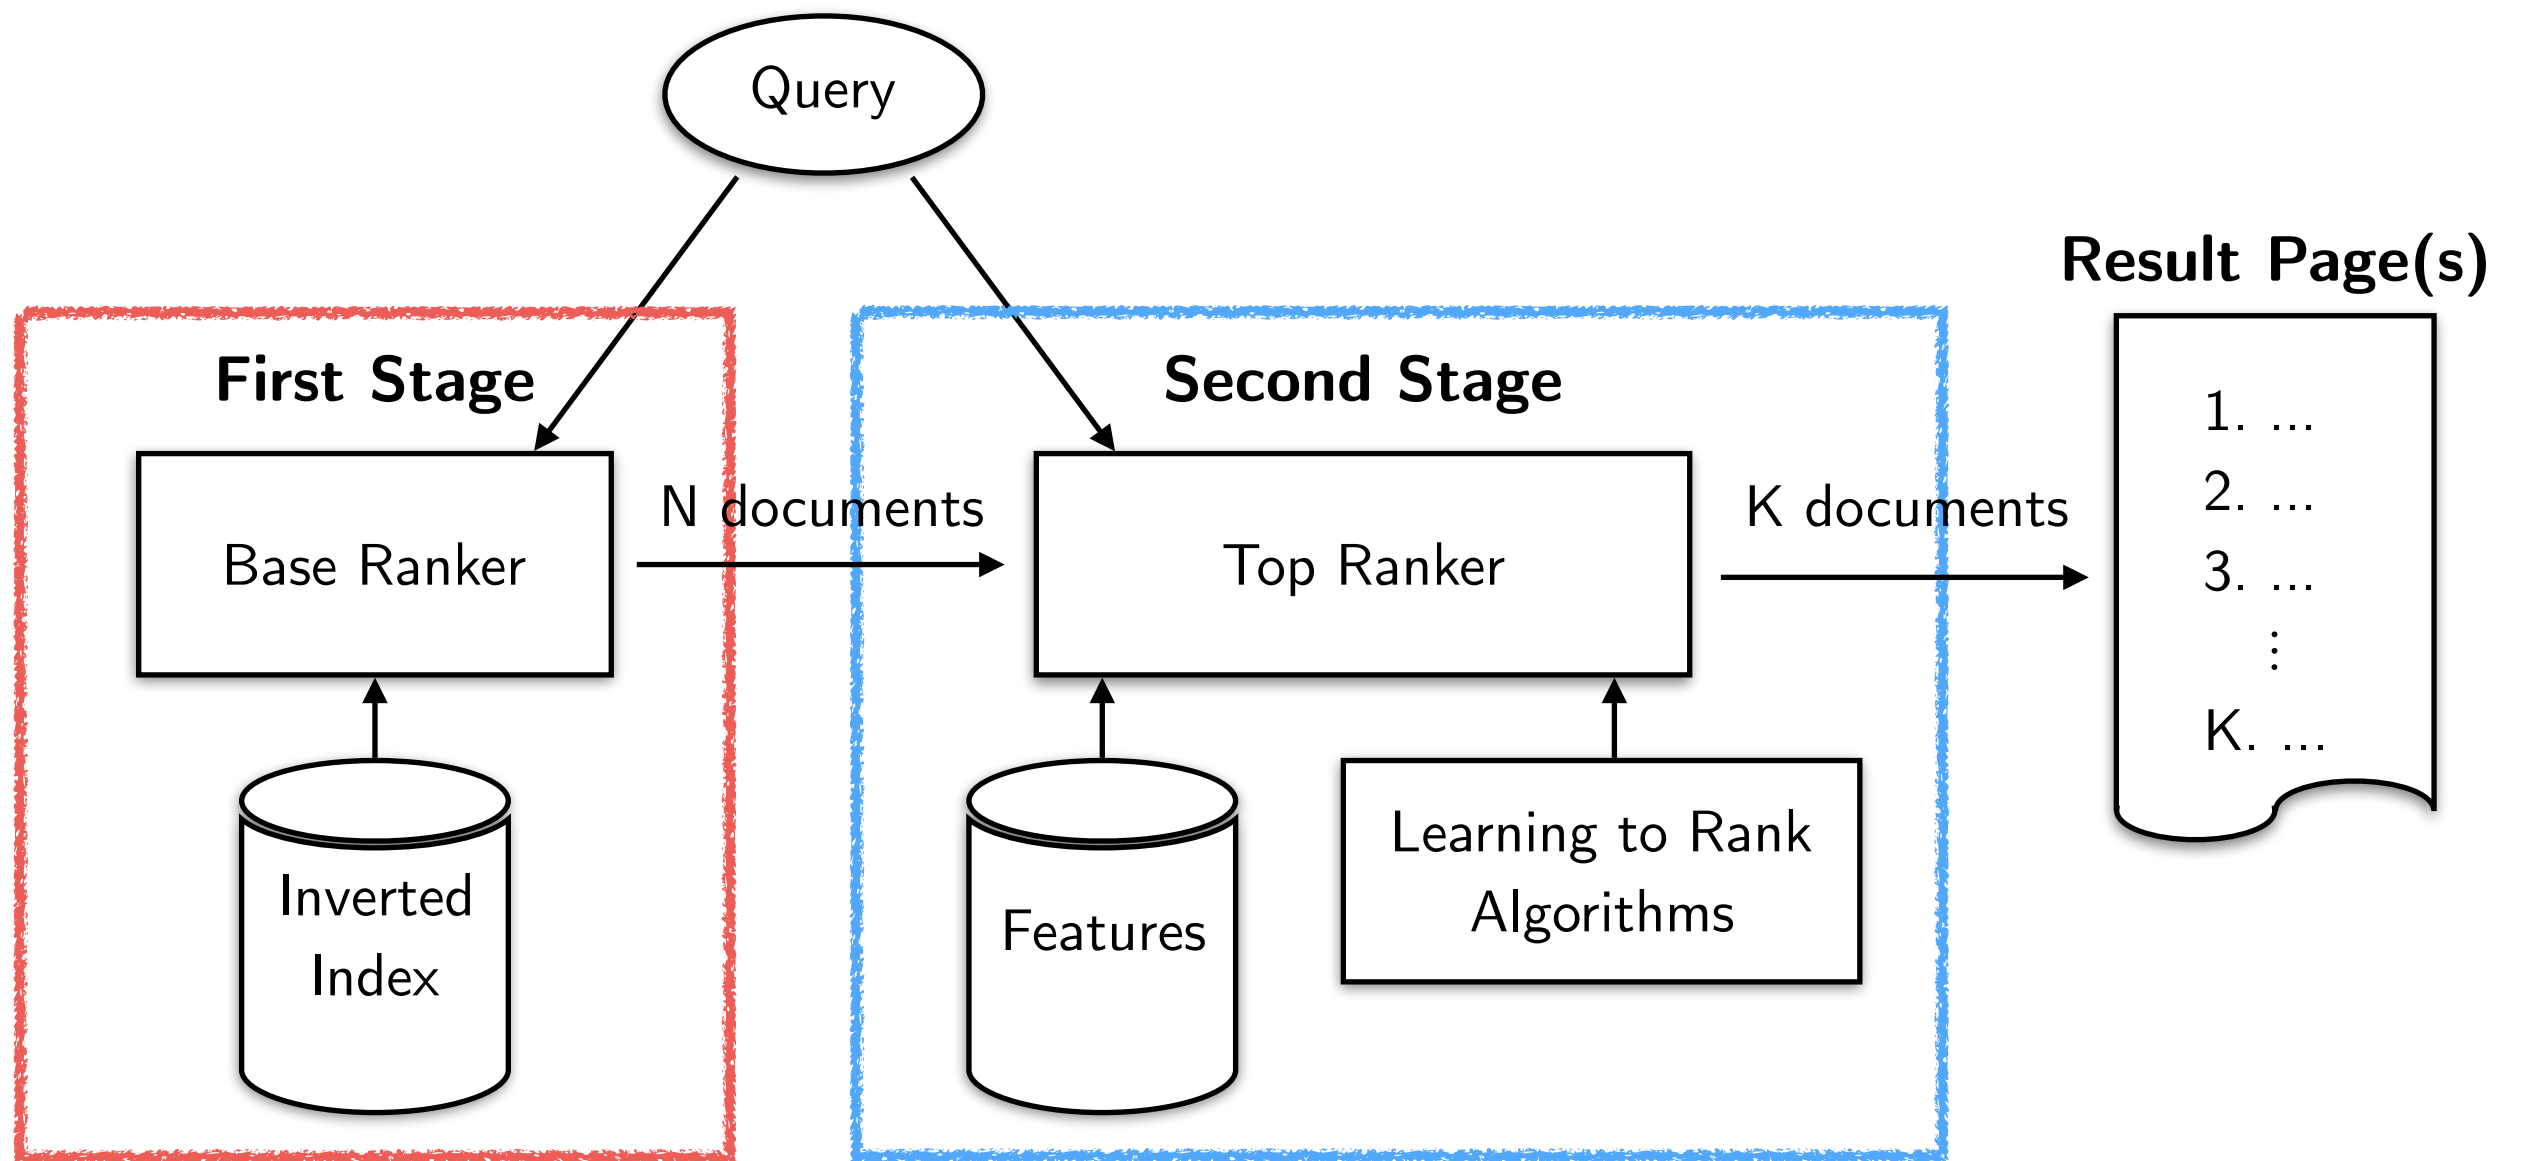 Query
First Stage
Base Ranker
Inverted
Index
N documents
Second Stage
Top Ranker
Features
Learning to Rank
Algorithms
K documents
Result Page(s)
1. ...
2. ...
3. ...
⋮
K. ...